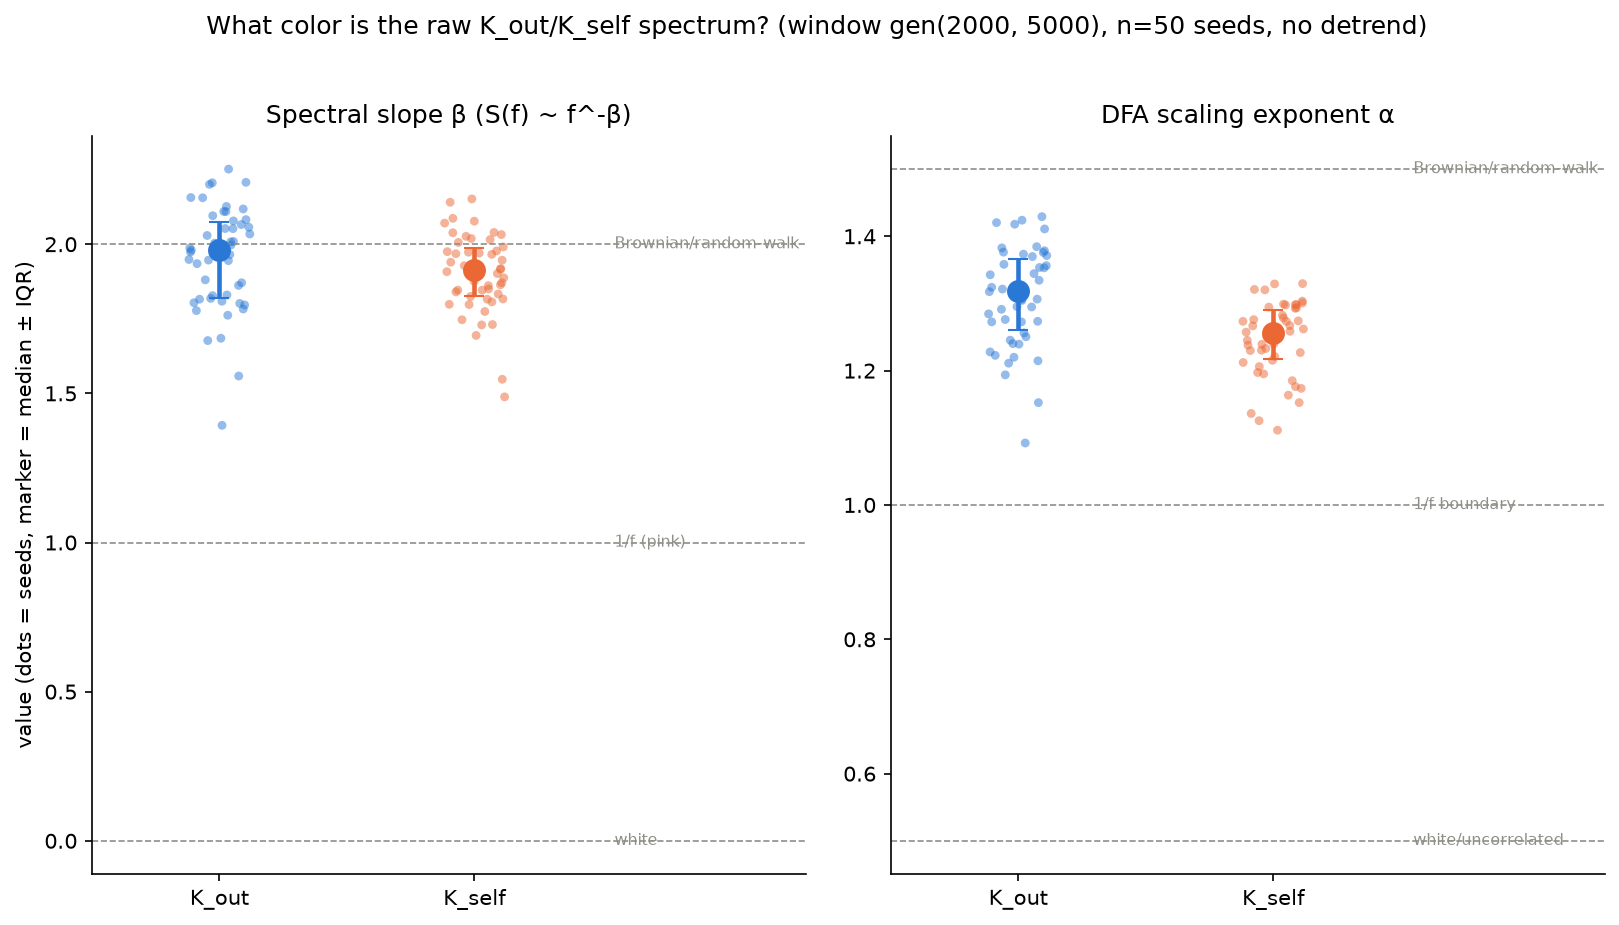 What color is the raw K_out/K_self spectrum? (window gen(2000, 5000), n=50 seeds, no detrend)
Spectral slope β (S(f) ~ f^-β)
value (dots = seeds, marker = median ± IQR)
2.0
1.5
1.0
0.5
0.0
Brownian/random-walk
1/f (pink)
white
K_out
K_self
DFA scaling exponent α
1.4
1.2
1.0
0.8
0.6
Brownian/random-walk
1/f boundary
white/uncorrelated
K_out
K_self